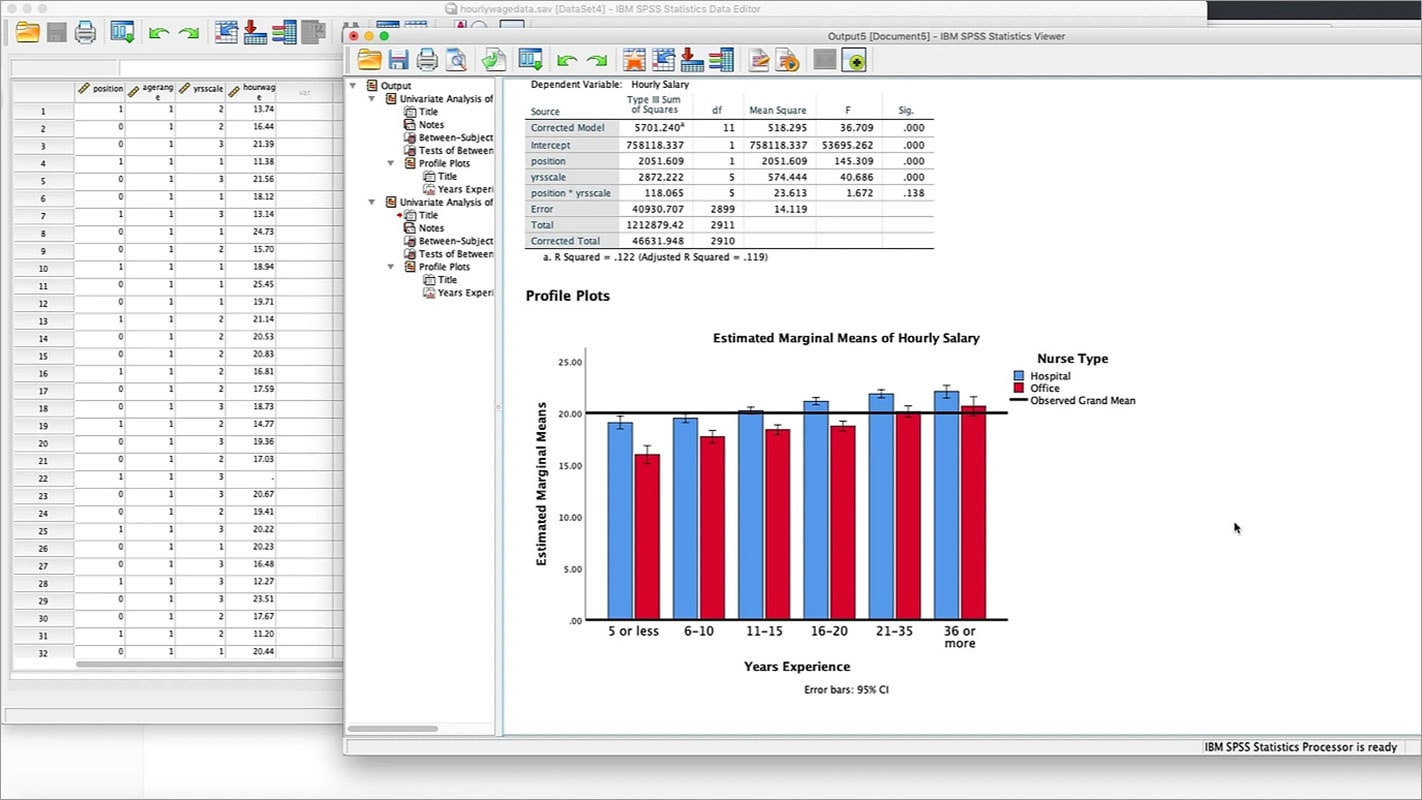 hourlywagedata.sav [DataSet4] - IBM SPSS Statistics Data Editor
Output5 [Document5] - IBM SPSS Statistics Viewer
position agerang e yrsscale hourwag e var
1 1 1 2 13.74
2 0 1 2 16.44
3 0 1 3 21.39
4 1 1 1 11.38
5 0 1 3 21.56
6 0 1 1 18.12
7 1 1 3 13.14
8 0 1 1 24.73
9 0 1 2 15.70
10 1 1 1 18.94
11 0 1 1 25.45
12 0 1 1 19.71
13 1 1 2 21.14
14 0 1 2 20.53
15 0 1 2 20.83
16 1 1 2 16.81
17 0 1 2 17.59
18 0 1 3 18.73
19 1 1 2 14.77
20 0 1 3 19.36
21 0 1 2 17.03
22 1 1 3 .
23 0 1 3 20.67
24 0 1 2 19.41
25 1 1 3 20.22
26 0 1 1 20.23
27 0 1 3 16.48
28 1 1 3 12.27
29 0 1 3 23.51
30 0 1 2 17.67
31 1 1 2 11.20
32 0 1 1 20.44
Output
Univariate Analysis of
Title
Notes
Between-Subject
Tests of Between
Profile Plots
Title
Years Experi
Univariate Analysis of
Title
Notes
Between-Subject
Tests of Between
Profile Plots
Title
Years Experi
Dependent Variable: Hourly Salary
Source Type III Sum of Squares df Mean Square F Sig.
Corrected Model 5701.240a 11 518.295 36.709 .000
Intercept 758118.337 1 758118.337 53695.262 .000
position 2051.609 1 2051.609 145.309 .000
yrsscale 2872.222 5 574.444 40.686 .000
position * yrsscale 118.065 5 23.613 1.672 .138
Error 40930.707 2899 14.119
Total 1212879.42 2911
Corrected Total 46631.948 2910
a. R Squared = .122 (Adjusted R Squared = .119)
Profile Plots
Estimated Marginal Means of Hourly Salary
Estimated Marginal Means
25.00
20.00
15.00
10.00
5.00
.00
5 or less 6-10 11-15 16-20 21-35 36 or more
Years Experience
Error bars: 95% CI
Nurse Type
Hospital
Office
Observed Grand Mean
IBM SPSS Statistics Processor is ready